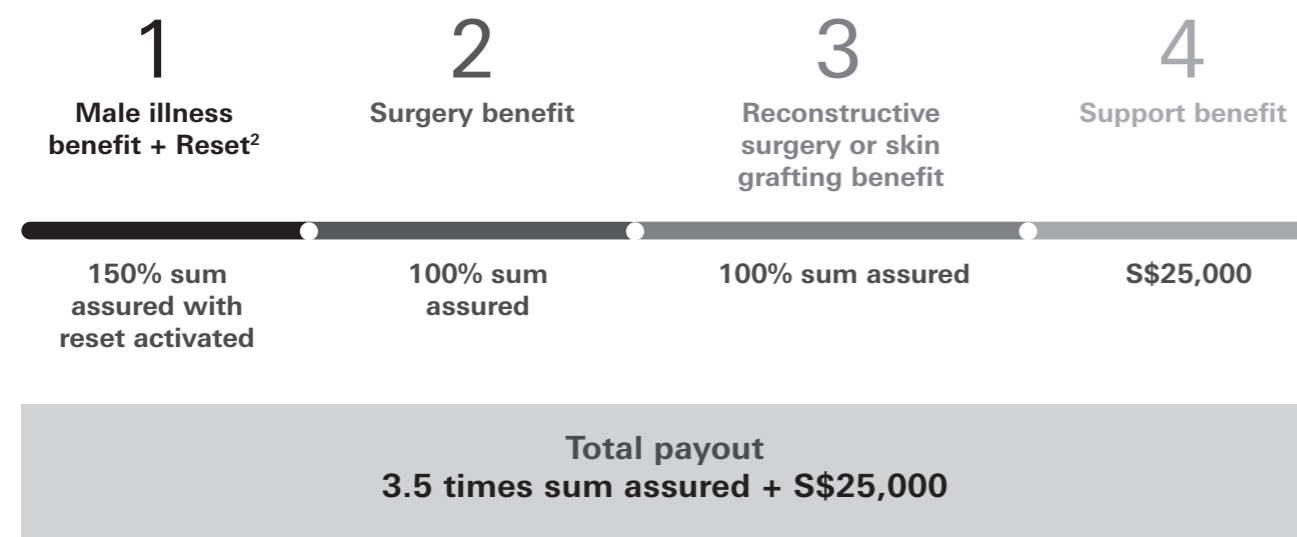 1
Male illness
benefit + Reset²
2
Surgery benefit
3
Reconstructive
surgery or skin
grafting benefit
4
Support benefit
150% sum
assured with
reset activated
100% sum
assured
100% sum assured
S$25,000
Total payout
3.5 times sum assured + S$25,000